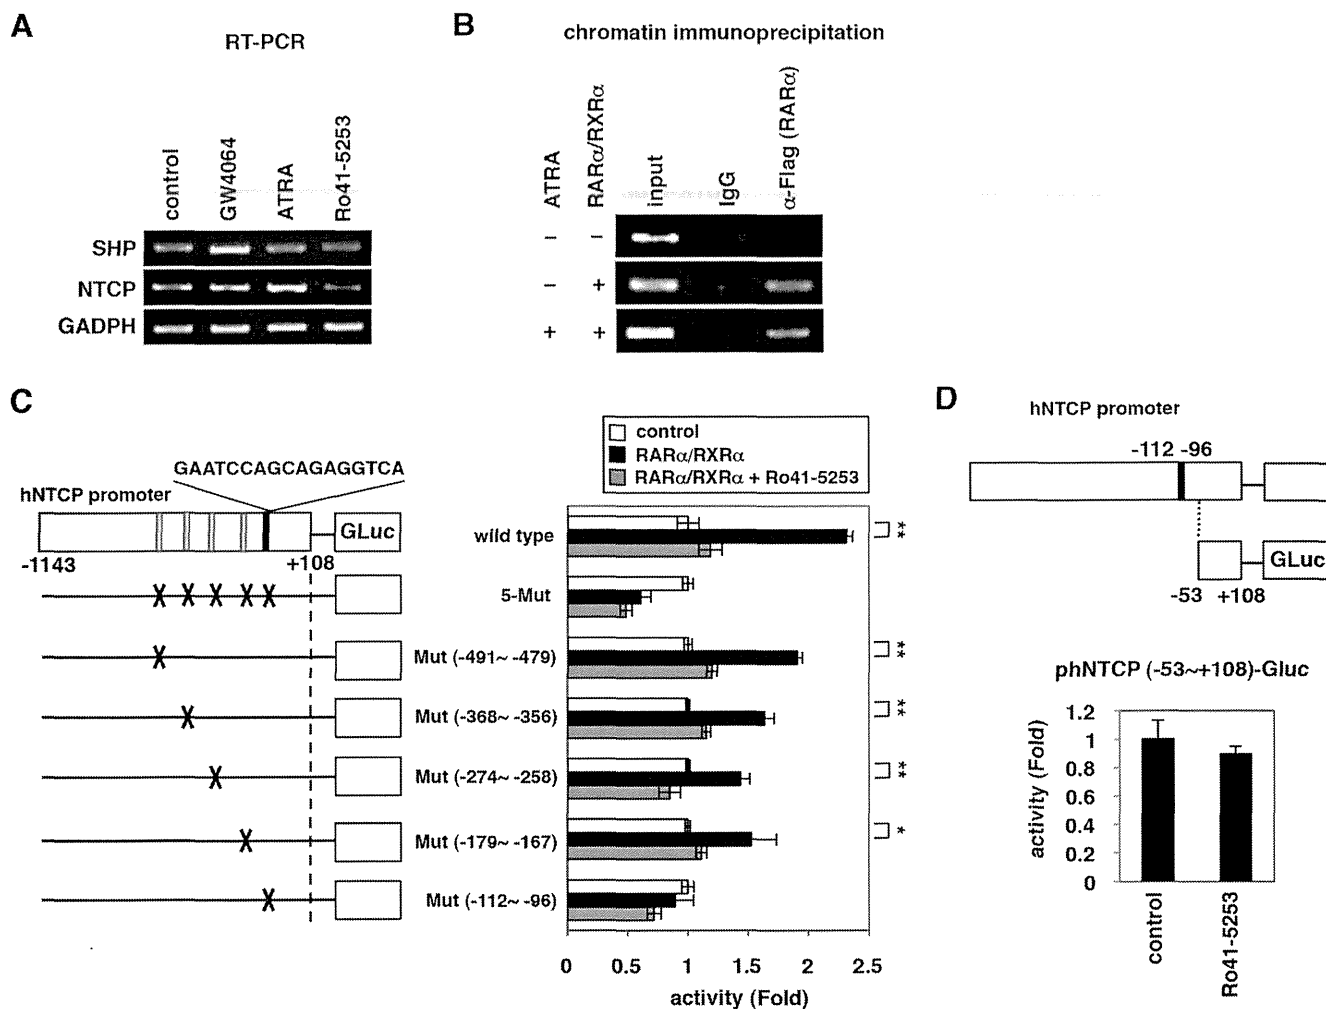 A
RT-PCR
control
GW4064
ATRA
Ro41-5253
SHP
NTCP
GADPH
B
chromatin immunoprecipitation
ATRA
RARα/RXRα
input
IgG
α-Flag (RARα)
– –
– +
+ +
C
GAATCCAGCAGAGGTCA
hNTCP promoter
GLuc
-1143
+108
X X X X X
X
X
X
X
X
control
RARα/RXRα
RARα/RXRα + Ro41-5253
wild type
**
5-Mut
Mut (-491~ -479)
**
Mut (-368~ -356)
**
Mut (-274~ -258)
**
Mut (-179~ -167)
*
Mut (-112~ -96)
0 0.5 1 1.5 2 2.5
activity (Fold)
D
hNTCP promoter
-112 -96
GLuc
-53 +108
phNTCP (-53~+108)-Gluc
activity (Fold)
1.2
1
0.8
0.6
0.4
0.2
0
control
Ro41-5253